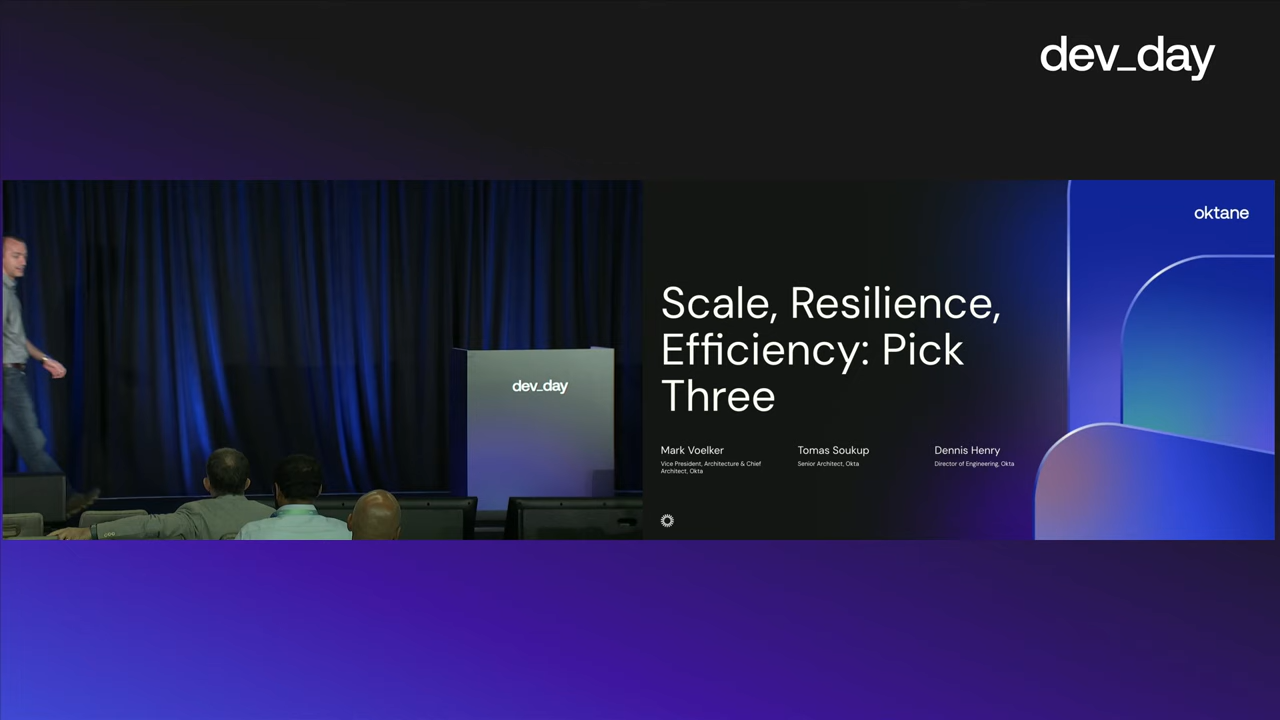 dev_day
dev_day
oktane
Scale, Resilience,
Efficiency: Pick
Three
Mark Voelker
Vice President, Architecture & Chief
Architect, Okta
Tomas Soukup
Senior Architect, Okta
Dennis Henry
Director of Engineering, Okta